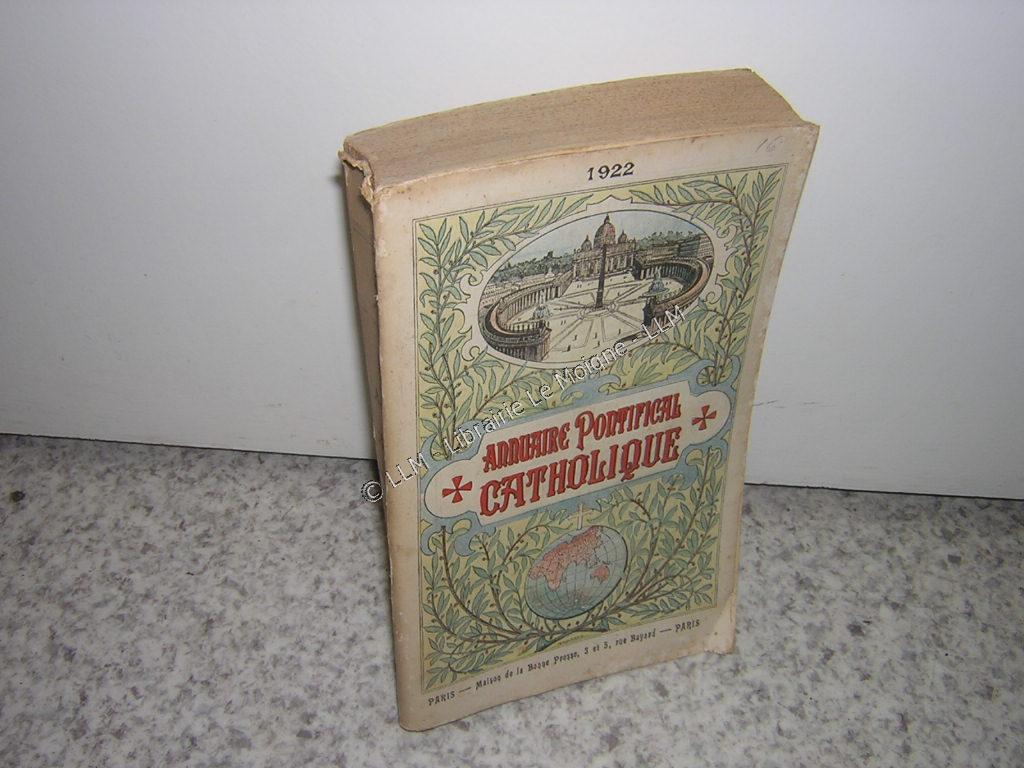 1922
16
ANNUAIRE PONTIFICAL
CATHOLIQUE
PARIS — Maison de la Bonne Presse, 3 et 5, rue Bayard — PARIS
© LLM - Librairie Le Moigne - LLM